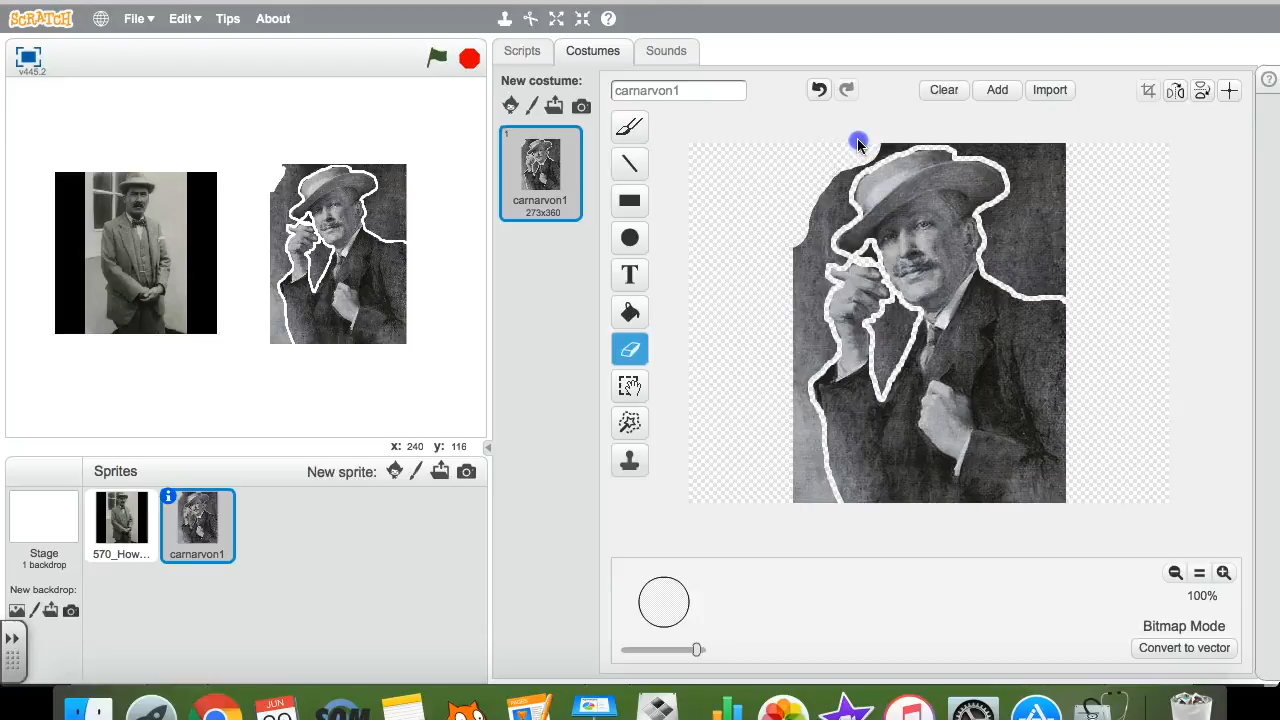 SCRATCH File Edit Tips About
v445.2
Scripts Costumes Sounds
New costume:
carnarvon1
Clear Add Import
1
carnarvon1
273x360
T
x: 240 y: 116
Sprites New sprite:
Stage
1 backdrop
New backdrop:
570_How...
carnarvon1
100%
Bitmap Mode
Convert to vector
JUN